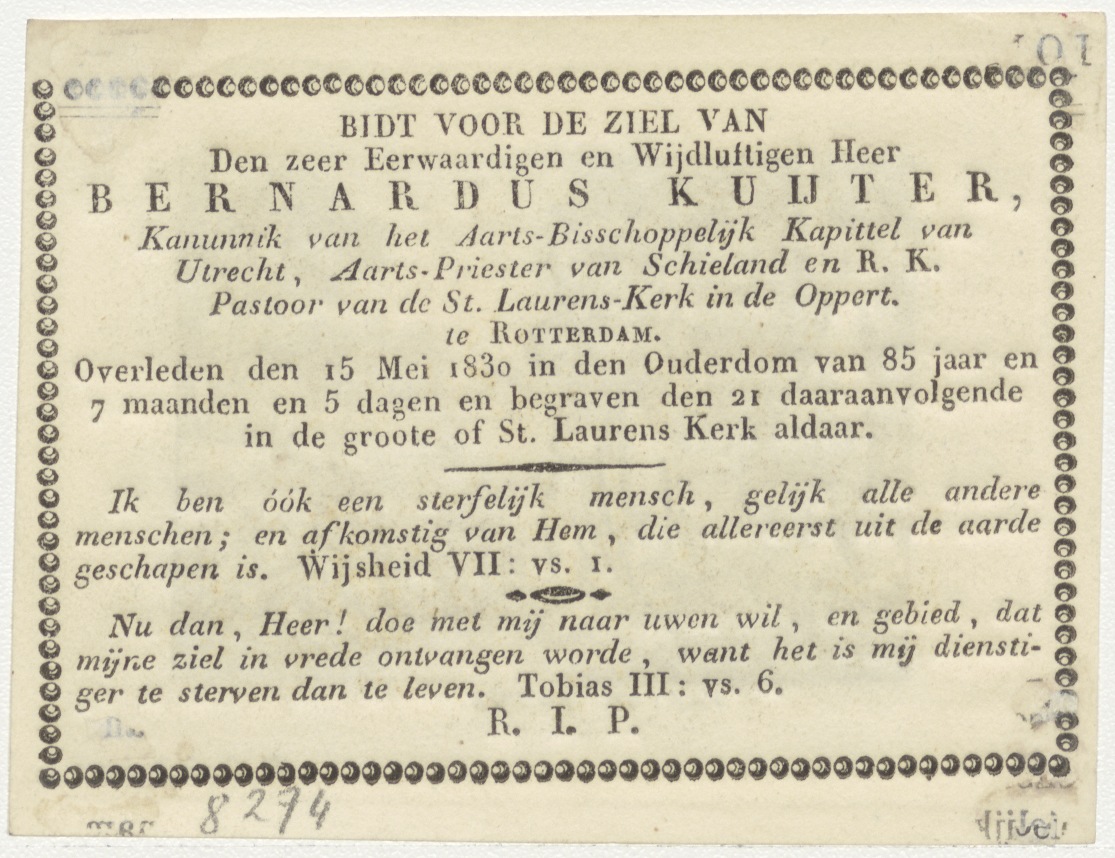 BIDT VOOR DE ZIEL VAN
Den zeer Eerwaardigen en Wijdluftigen Heer
BERNARDUS KUIJTER,
Kanunnik van het Aarts-Bisschoppelijk Kapittel van
Utrecht, Aarts-Priester van Schieland en R. K.
Pastoor van de St. Laurens-Kerk in de Oppert.
te ROTTERDAM.
Overleden den 15 Mei 1830 in den Ouderdom van 85 jaar en
7 maanden en 5 dagen en begraven den 21 daaraanvolgende
in de groote of St. Laurens Kerk aldaar.
Ik ben óók een sterfelijk mensch, gelijk alle andere
menschen; en afkomstig van Hem, die allereerst uit de aarde
geschapen is. Wijsheid VII: vs. 1.
Nu dan, Heer! doe met mij naar uwen wil, en gebied, dat
mijne ziel in vrede ontvangen worde, want het is mij diensti-
ger te sterven dan te leven. Tobias III: vs. 6.
R. I. P.
8274